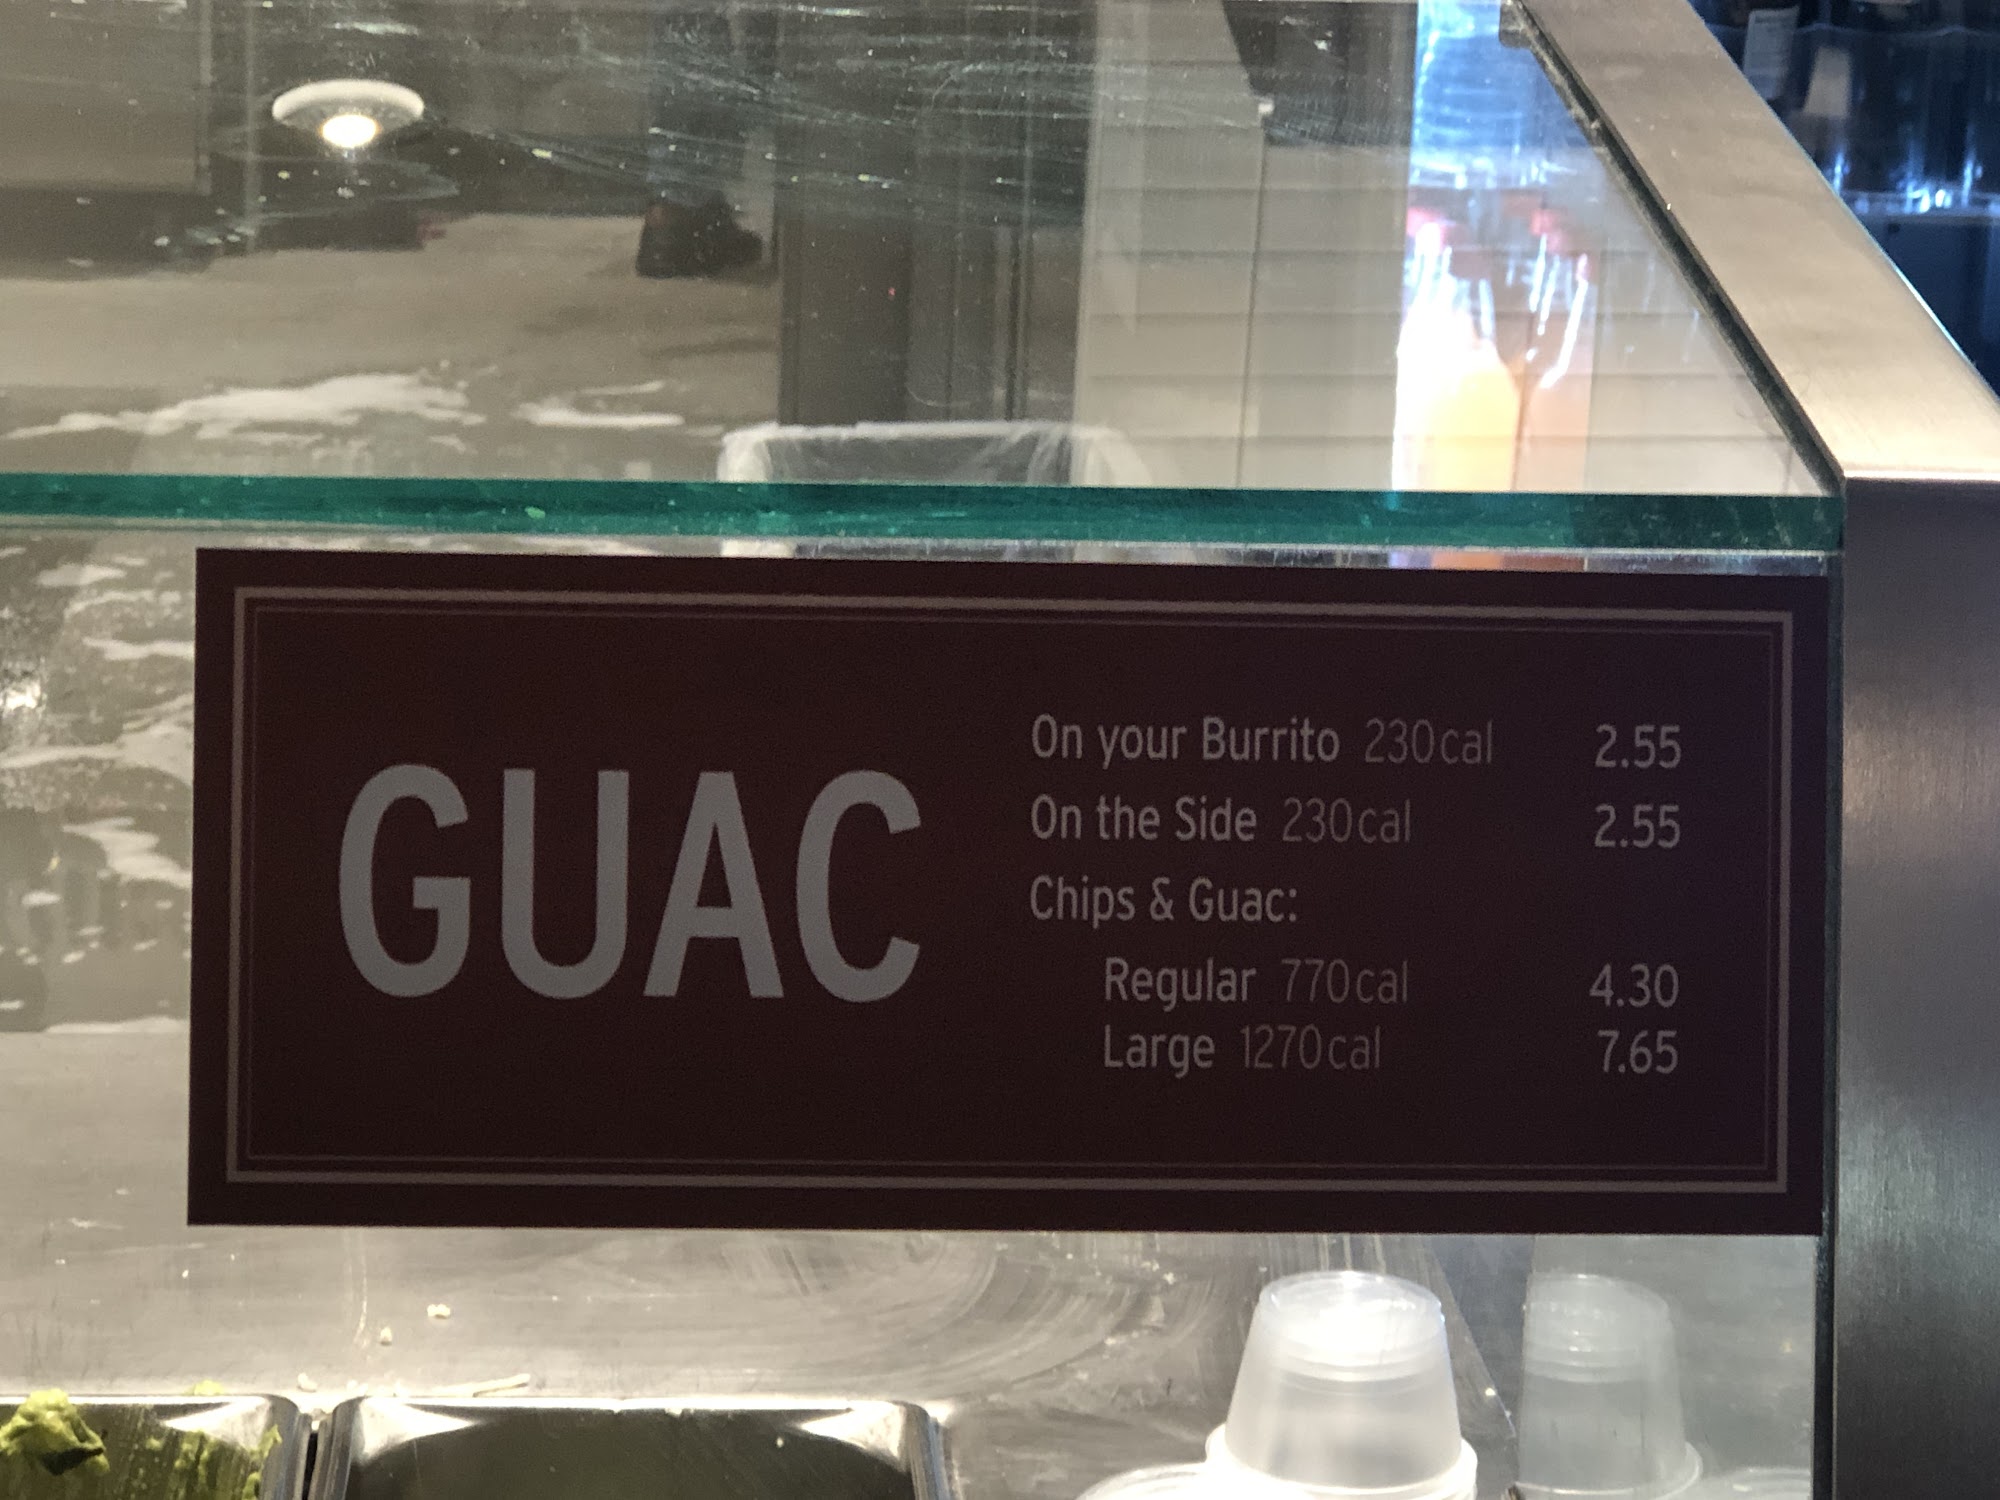 GUAC
On your Burrito 230cal 2.55
On the Side 230cal 2.55
Chips & Guac:
Regular 770cal 4.30
Large 1270cal 7.65